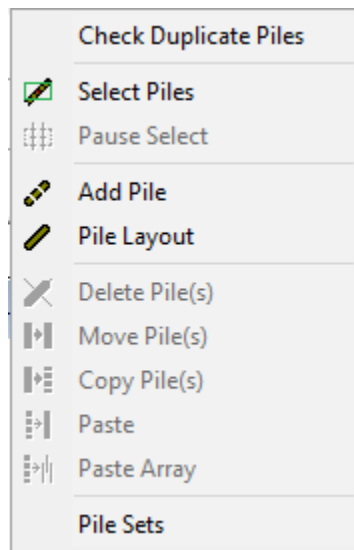 Check Duplicate Piles
Select Piles
Pause Select
Add Pile
Pile Layout
Delete Pile(s)
Move Pile(s)
Copy Pile(s)
Paste
Paste Array
Pile Sets